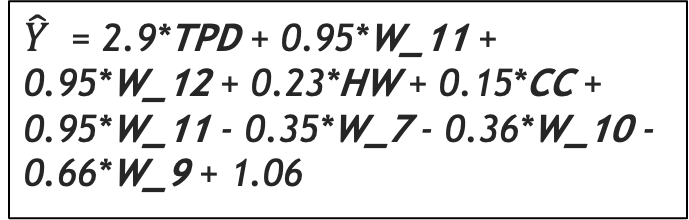 Ŷ = 2.9*TPD + 0.95*W_11 +
0.95*W_12 + 0.23*HW + 0.15*CC +
0.95*W_11 - 0.35*W_7 - 0.36*W_10 -
0.66*W_9 + 1.06